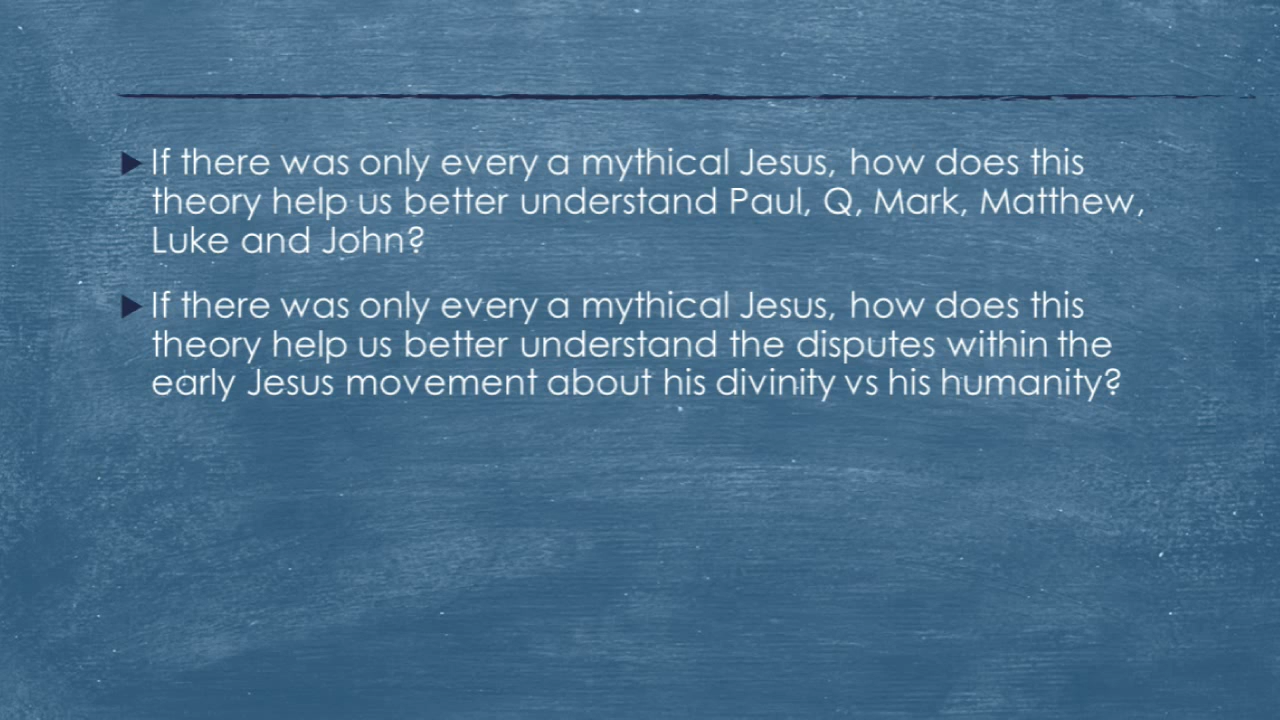 If there was only every a mythical Jesus, how does this
theory help us better understand Paul, Q, Mark, Matthew,
Luke and John?
If there was only every a mythical Jesus, how does this
theory help us better understand the disputes within the
early Jesus movement about his divinity vs his humanity?